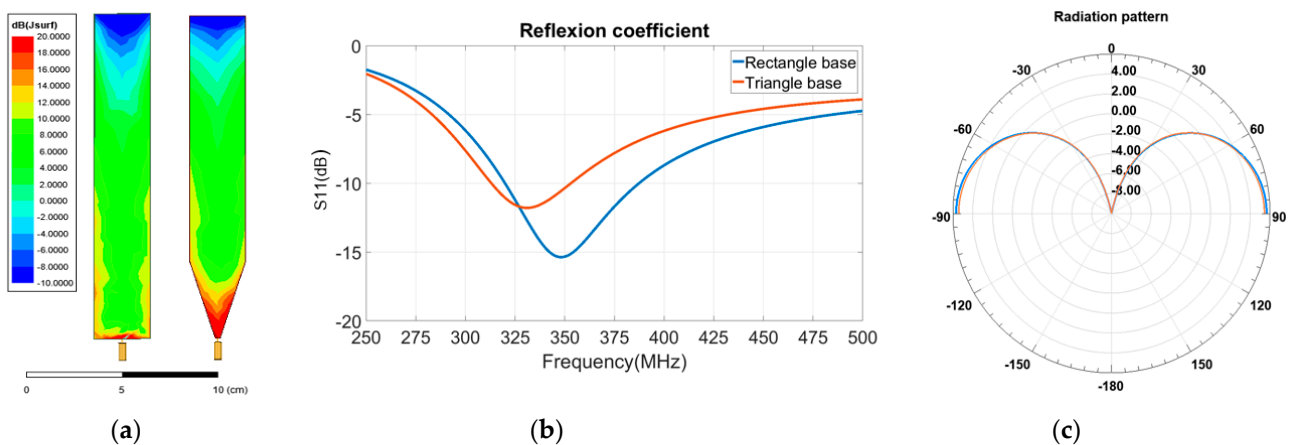 dB(Jsurf)
20.0000
18.0000
16.0000
14.0000
12.0000
10.0000
8.0000
6.0000
4.0000
2.0000
0.0000
-2.0000
-4.0000
-6.0000
-8.0000
-10.0000
0 5 10 (cm)
(a)
Reflexion coefficient
Rectangle base
Triangle base
0
-5
-10
-15
-20
S11(dB)
250 275 300 325 350 375 400 425 450 475 500
Frequency(MHz)
(b)
Radiation pattern
0
-30 30
-60 60
-90 90
-120 120
-150 150
-180
4.00
2.00
0.00
-2.00
-4.00
-6.00
-8.00
(c)